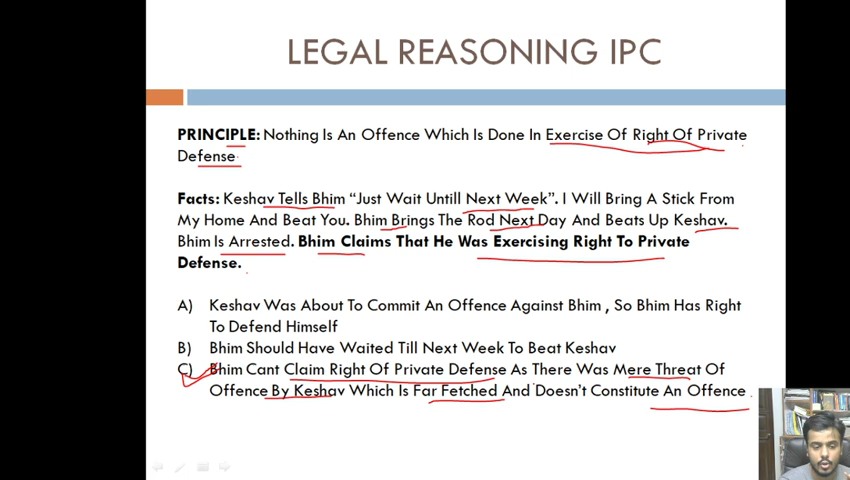 LEGAL REASONING IPC
PRINCIPLE: Nothing Is An Offence Which Is Done In Exercise Of Right Of Private
Defense
Facts: Keshav Tells Bhim "Just Wait Untill Next Week". I Will Bring A Stick From
My Home And Beat You. Bhim Brings The Rod Next Day And Beats Up Keshav.
Bhim Is Arrested. Bhim Claims That He Was Exercising Right To Private
Defense.
A) Keshav Was About To Commit An Offence Against Bhim , So Bhim Has Right
To Defend Himself
B) Bhim Should Have Waited Till Next Week To Beat Keshav
C) Bhim Cant Claim Right Of Private Defense As There Was Mere Threat Of
Offence By Keshav Which Is Far Fetched And Doesn't Constitute An Offence .